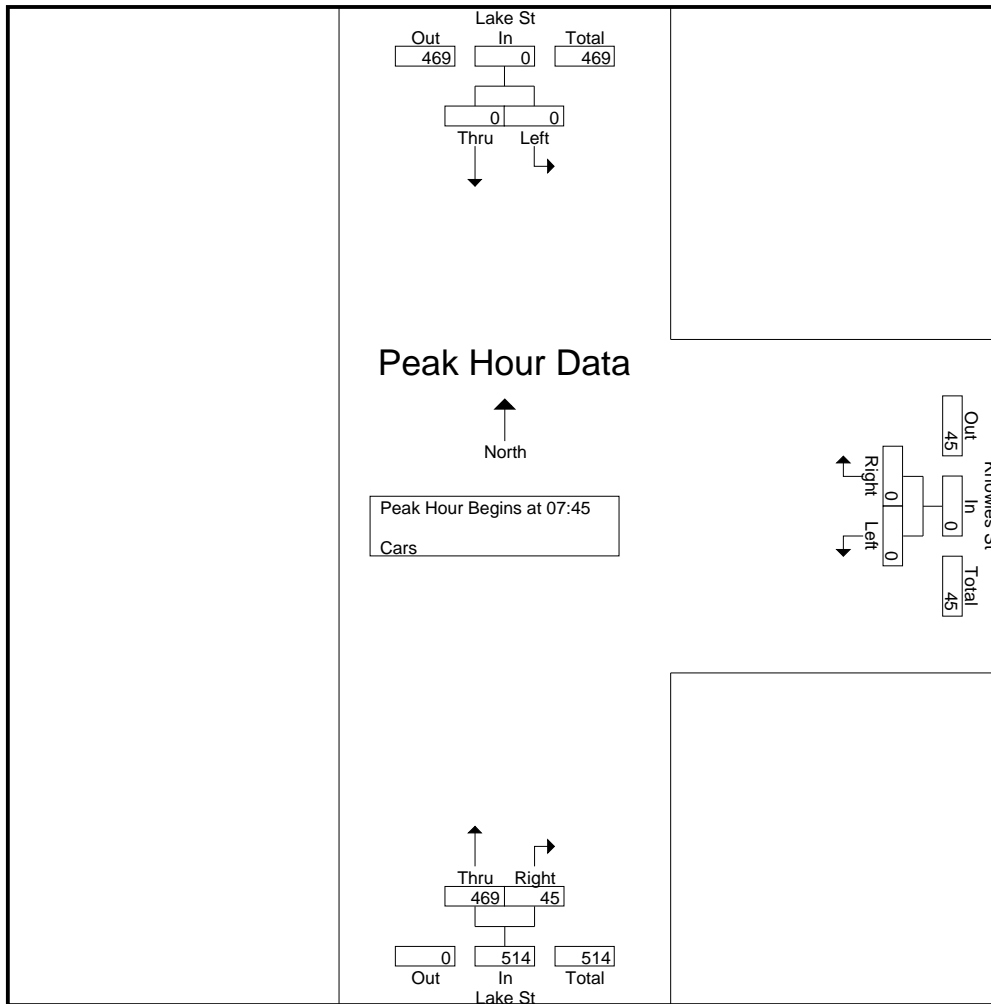 Lake St
Out In Total
469 0 469
0 0
Thru Left
Peak Hour Data
North
Peak Hour Begins at 07:45
Cars
Knowles St
Out In Total
45 0 45
Right Left
0 0
Thru Right
469 45
0 514 514
Out In Total
Lake St